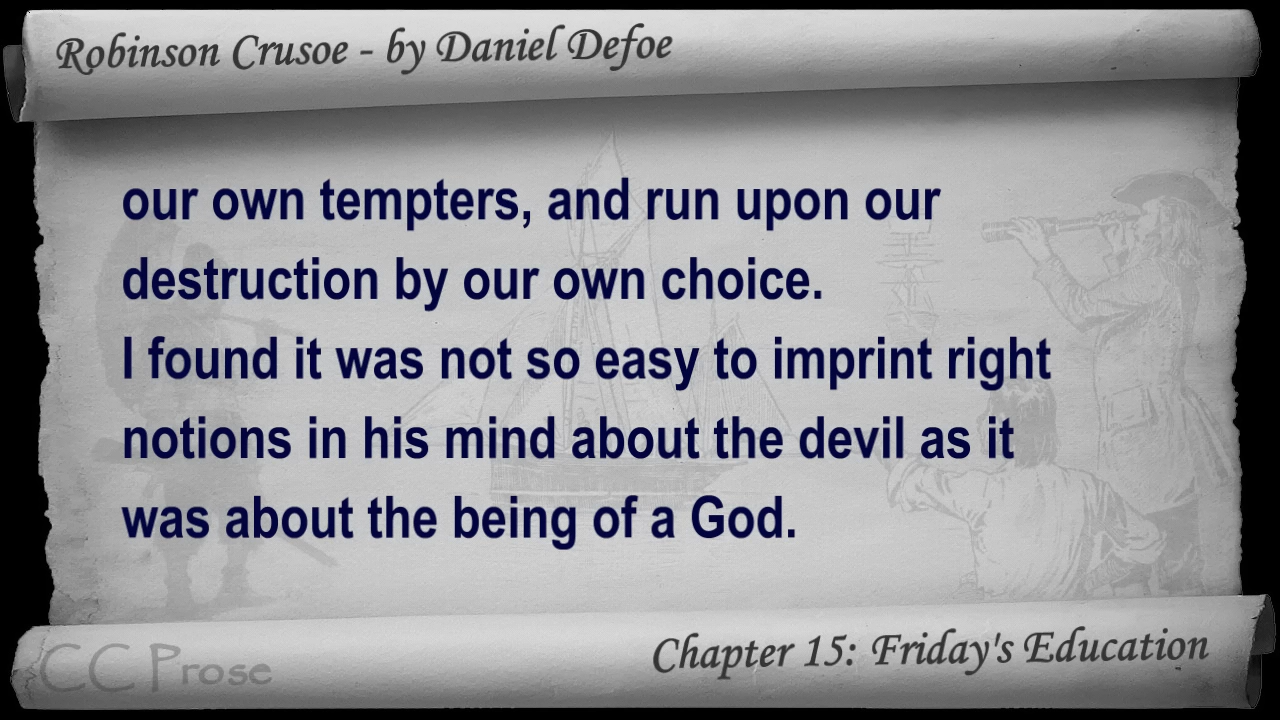 Robinson Crusoe - by Daniel Defoe
our own tempters, and run upon our
destruction by our own choice.
I found it was not so easy to imprint right
notions in his mind about the devil as it
was about the being of a God.
CC Prose
Chapter 15: Friday's Education